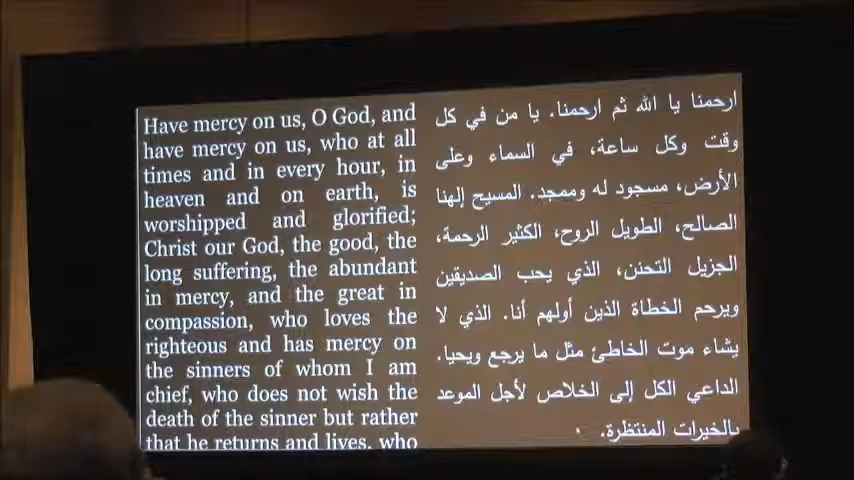 Have mercy on us, O God, and
have mercy on us, who at all
times and in every hour, in
heaven and on earth, is
worshipped and glorified;
Christ our God, the good, the
long suffering, the abundant
in mercy, and the great in
compassion, who loves the
righteous and has mercy on
the sinners of whom I am
chief, who does not wish the
death of the sinner but rather
that he returns and lives, who
ارحمنا يا الله ثم ارحمنا. يا من في كل
وقت وكل ساعة، في السماء وعلى
الأرض، مسجود له وممجد. المسيح إلهنا
الصالح، الطويل الروح، الكثير الرحمة،
الجزيل التحنن، الذي يحب الصديقين
ويرحم الخطاة الذين أولهم أنا. الذي لا
يشاء موت الخاطئ مثل ما يرجع ويحيا.
الداعي الكل إلى الخلاص لأجل الموعد
بالخيرات المنتظرة.